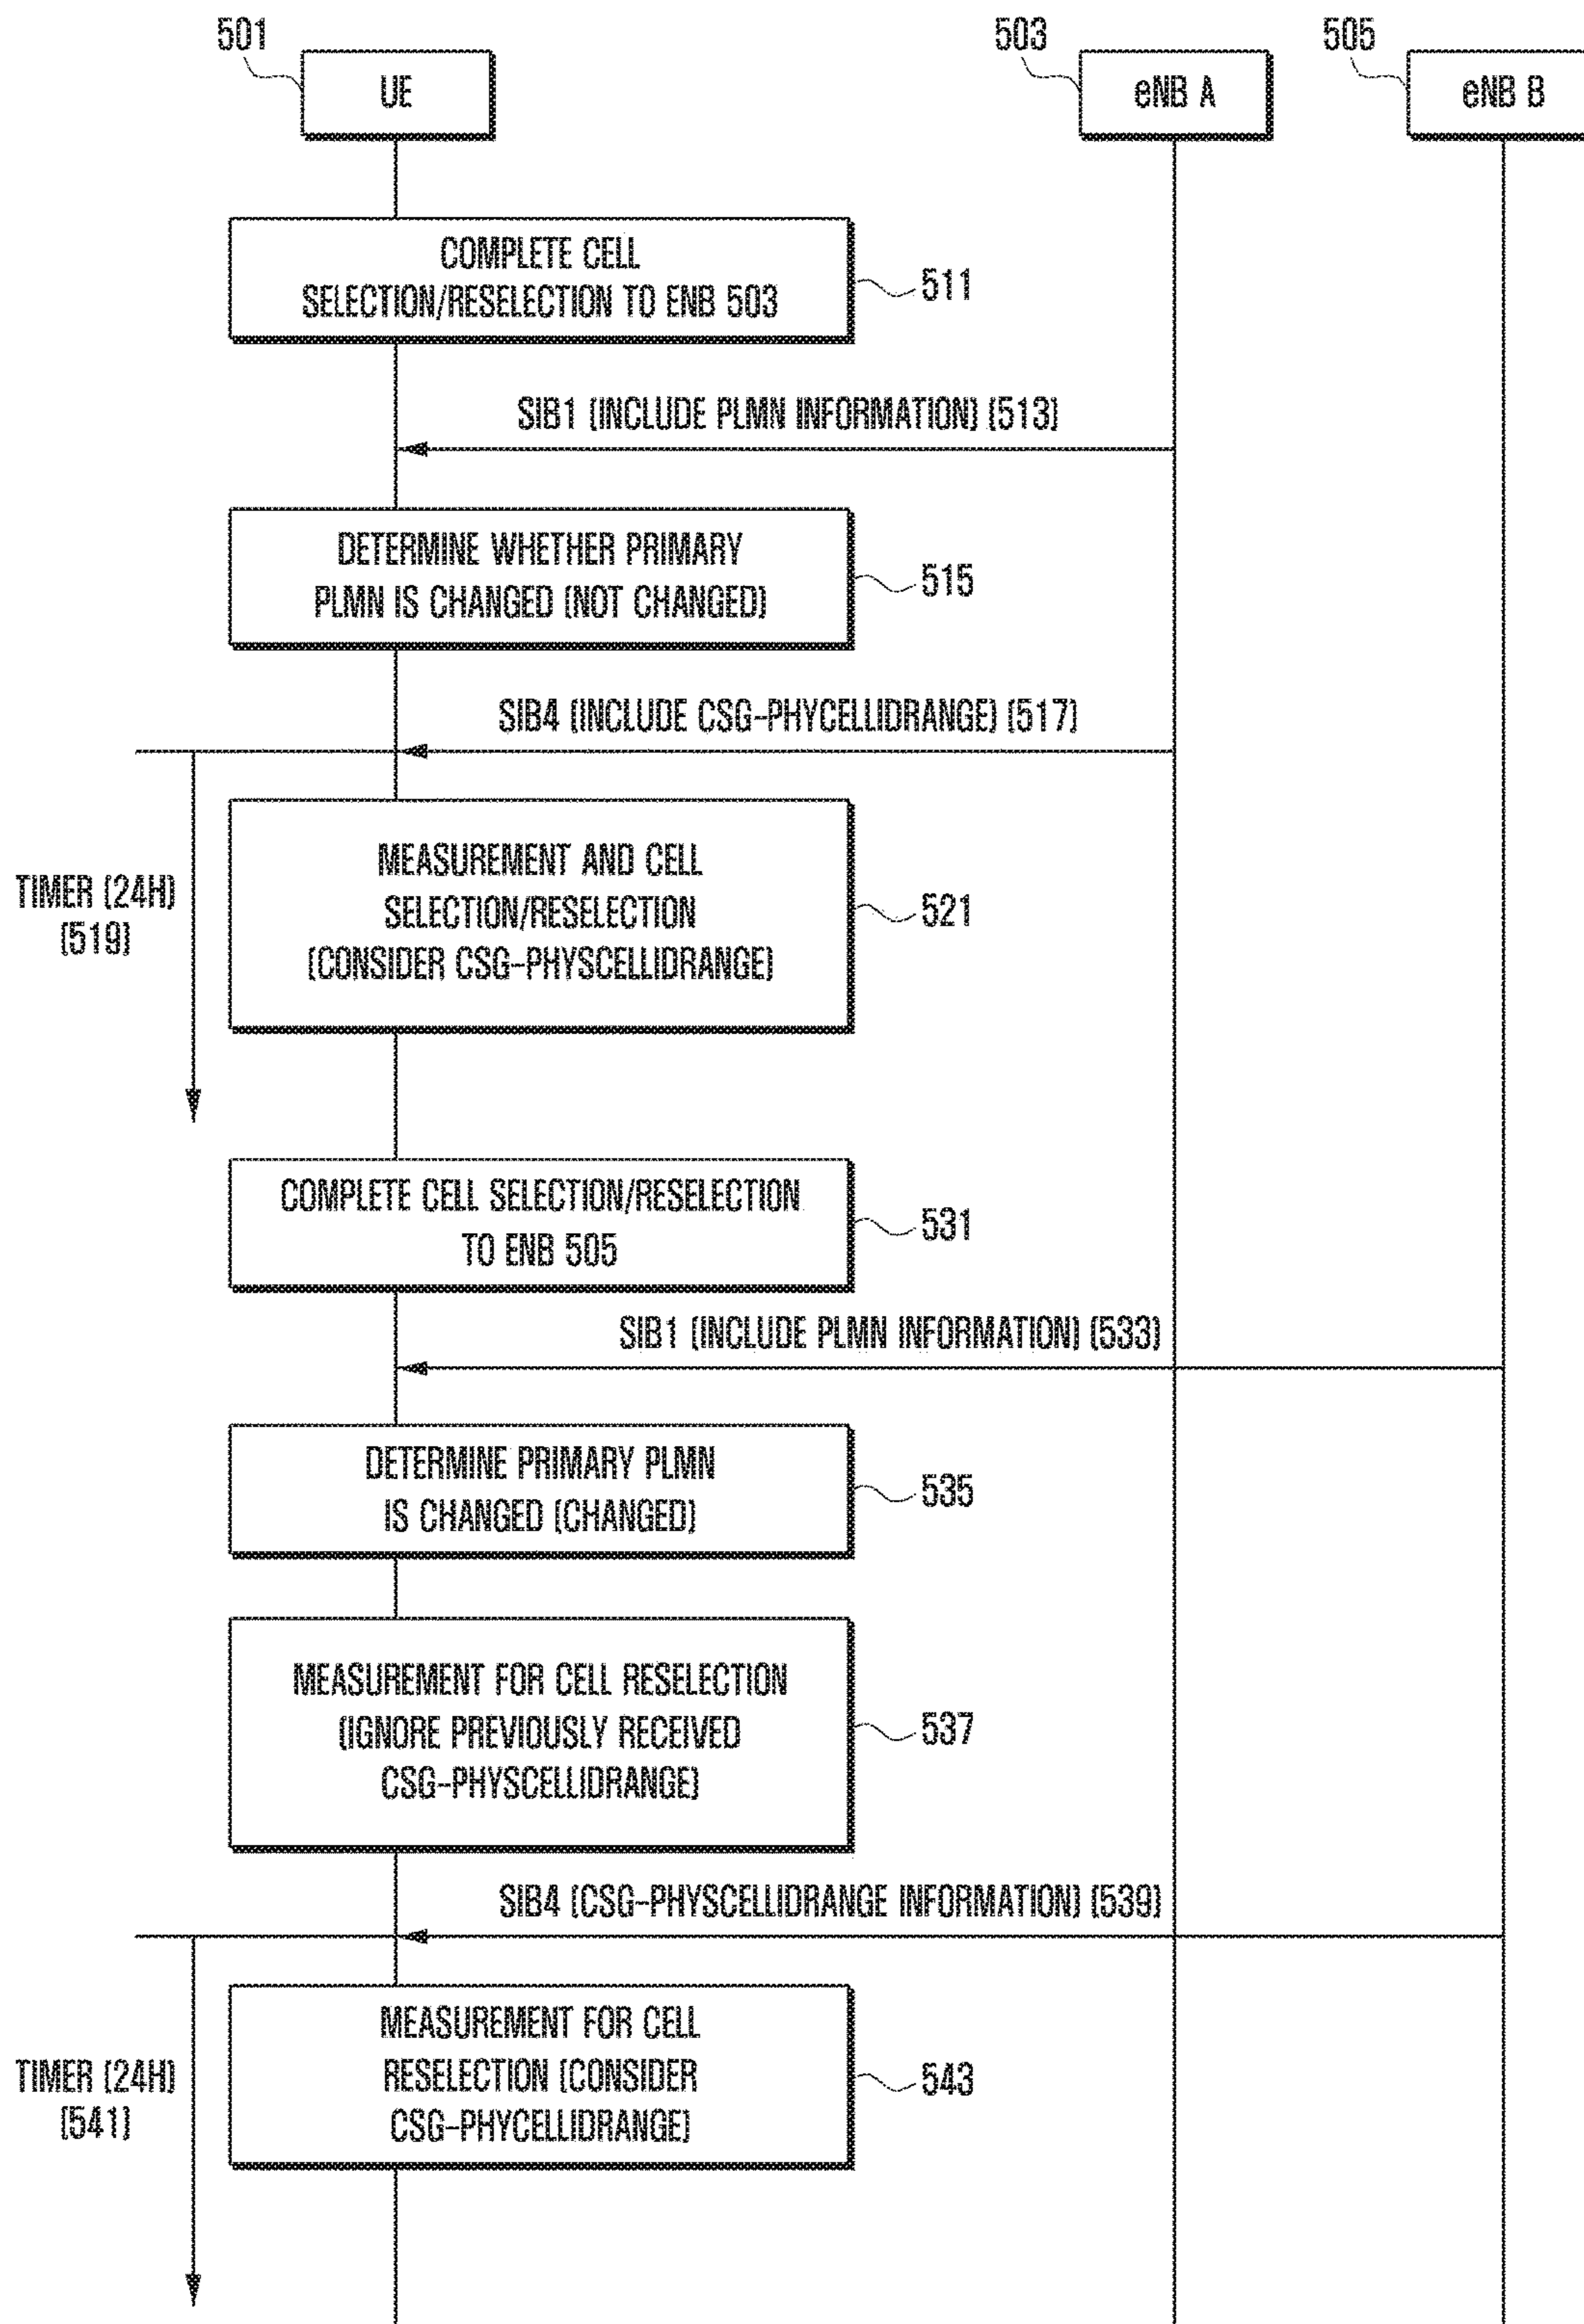 501
UE
503
eNB A
505
eNB B
COMPLETE CELL
SELECTION/RESELECTION TO ENB 503
511
SIB1 (INCLUDE PLMN INFORMATION) (513)
DETERMINE WHETHER PRIMARY
PLMN IS CHANGED (NOT CHANGED)
515
SIB4 (INCLUDE CSG-PHYCELLIDRANGE) (517)
TIMER (24H)
(519)
MEASUREMENT AND CELL
SELECTION/RESELECTION
(CONSIDER CSG-PHYSCELLIDRANGE)
521
COMPLETE CELL SELECTION/RESELECTION
TO ENB 505
531
SIB1 (INCLUDE PLMN INFORMATION) (533)
DETERMINE PRIMARY PLMN
IS CHANGED (CHANGED)
535
MEASUREMENT FOR CELL RESELECTION
(IGNORE PREVIOUSLY RECEIVED
CSG-PHYSCELLIDRANGE)
537
SIB4 (CSG-PHYSCELLIDRANGE INFORMATION) (539)
TIMER (24H)
(541)
MEASUREMENT FOR CELL
RESELECTION (CONSIDER
CSG-PHYCELLIDRANGE)
543